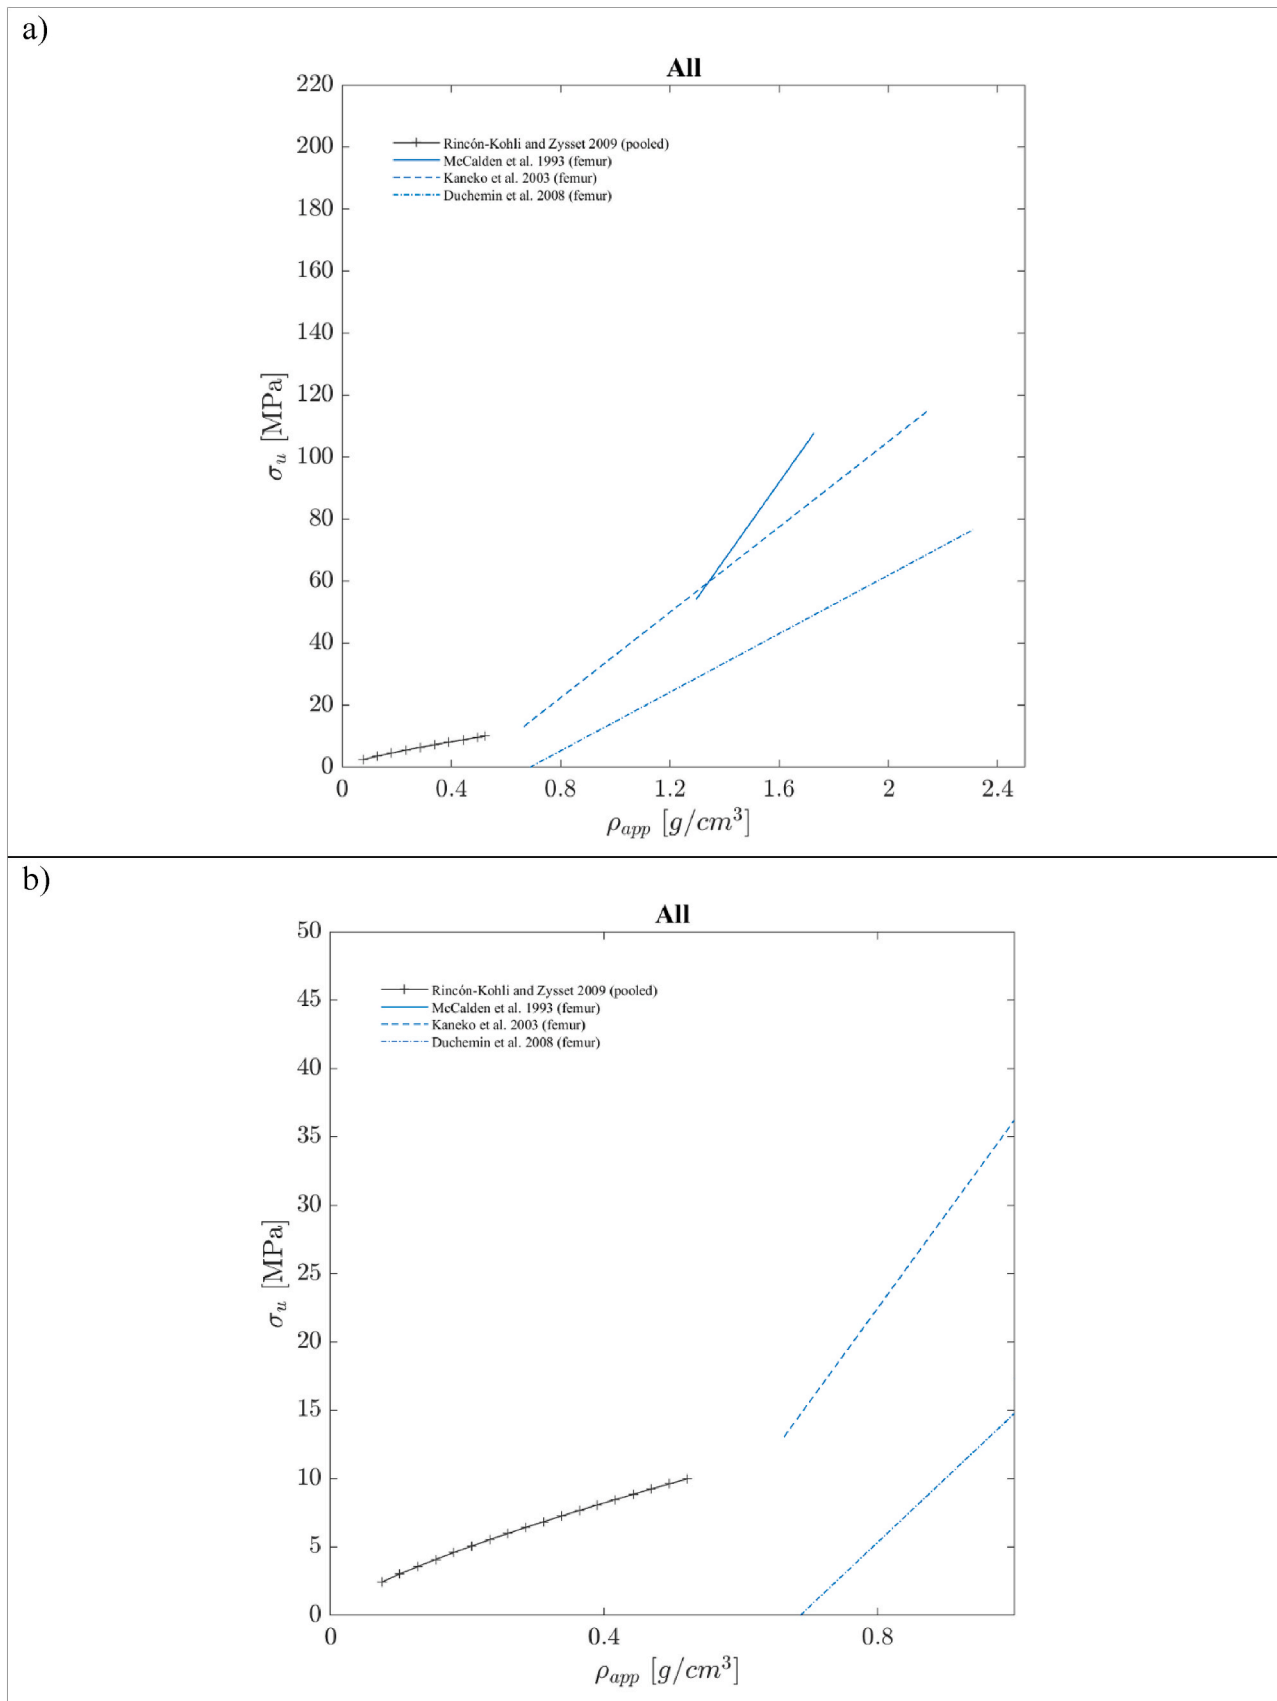 a)
All
220
200
180
160
140
120
100
80
60
40
20
0
σu [MPa]
Rincón-Kohli and Zysset 2009 (pooled)
McCalden et al. 1993 (femur)
Kaneko et al. 2003 (femur)
Duchemin et al. 2008 (femur)
0 0.4 0.8 1.2 1.6 2 2.4
ρapp [g/cm³]
b)
All
50
45
40
35
30
25
20
15
10
5
0
σu [MPa]
Rincón-Kohli and Zysset 2009 (pooled)
McCalden et al. 1993 (femur)
Kaneko et al. 2003 (femur)
Duchemin et al. 2008 (femur)
0 0.4 0.8
ρapp [g/cm³]